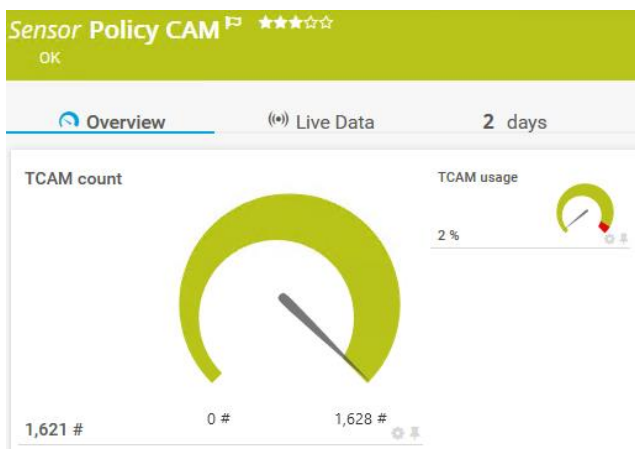 Sensor Policy CAM
OK
Overview
Live Data
2 days
TCAM count
1,621 #
0 #
1,628 #
TCAM usage
2 %